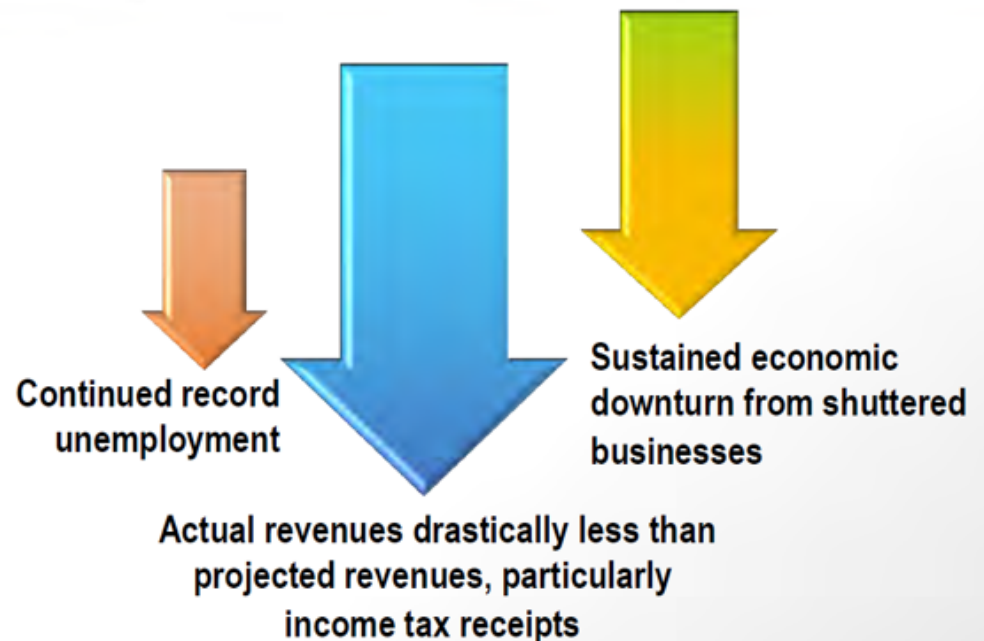 Continued record
unemployment
Sustained economic
downturn from shuttered
businesses
Actual revenues drastically less than
projected revenues, particularly
income tax receipts